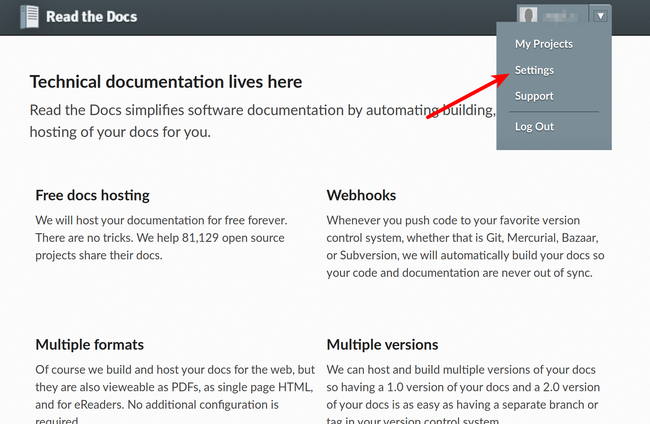 Read the Docs
My Projects
Settings
Support
Log Out
Technical documentation lives here
Read the Docs simplifies software documentation by automating building,
hosting of your docs for you.
Free docs hosting
We will host your documentation for free forever.
There are no tricks. We help 81,129 open source
projects share their docs.
Webhooks
Whenever you push code to your favorite version
control system, whether that is Git, Mercurial, Bazaar,
or Subversion, we will automatically build your docs so
your code and documentation are never out of sync.
Multiple formats
Of course we build and host your docs for the web, but
they are also viewable as PDFs, as single page HTML,
and for eReaders. No additional configuration is
required.
Multiple versions
We can host and build multiple versions of your docs
so having a 1.0 version of your docs and a 2.0 version
of your docs is as easy as having a separate branch or
tag in your version control system.